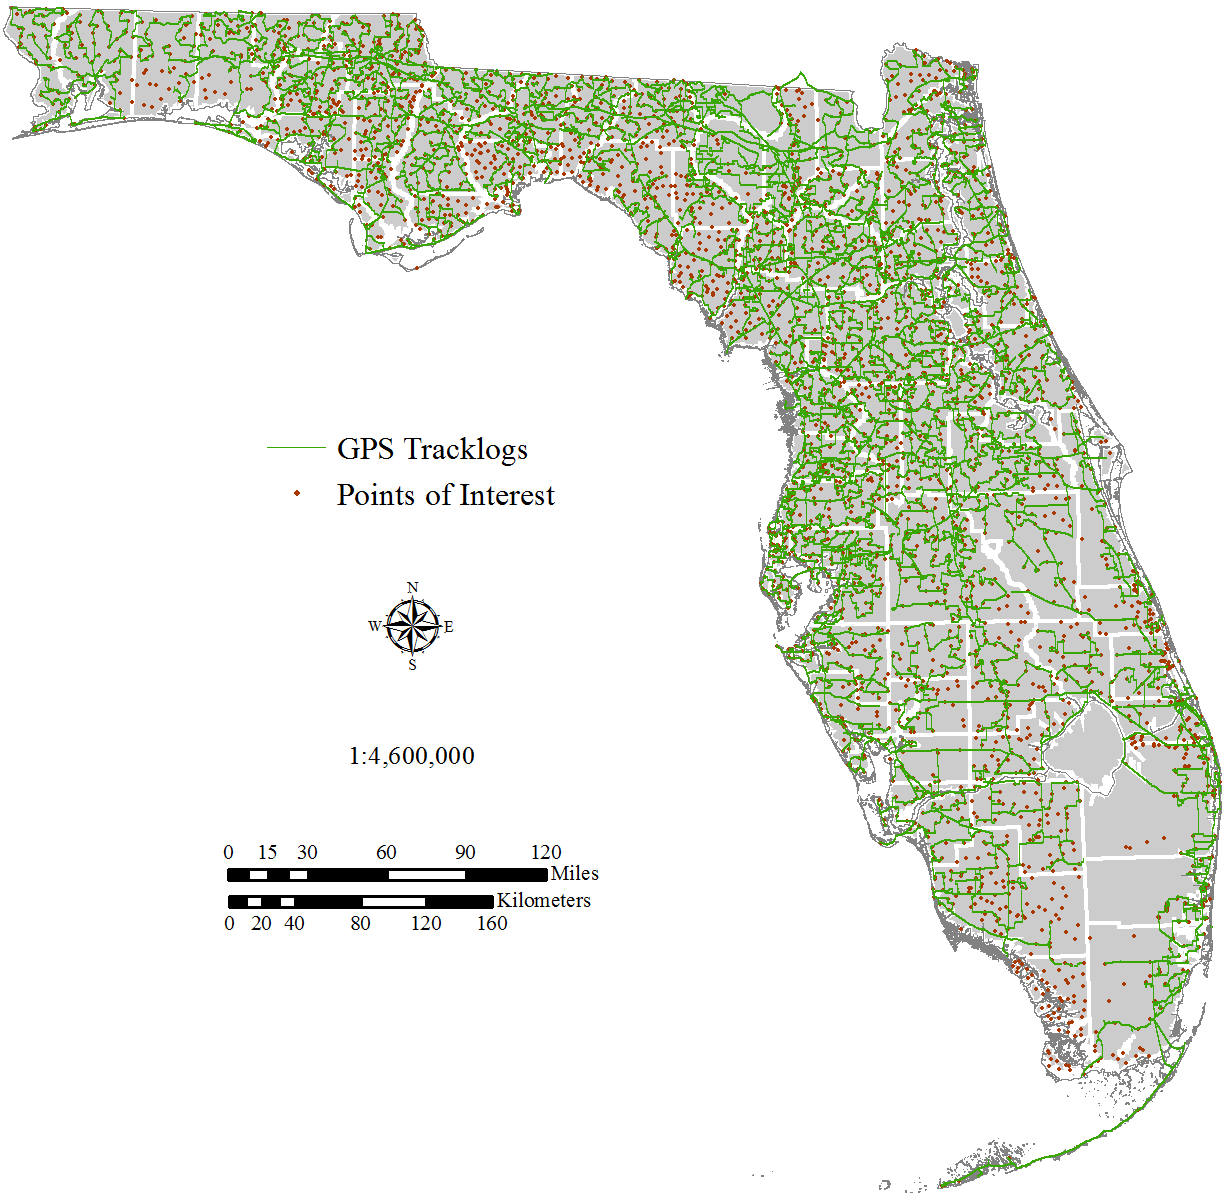 GPS Tracklogs
Points of Interest
N
W E
S
1:4,600,000
0 15 30 60 90 120
Miles
Kilometers
0 20 40 80 120 160